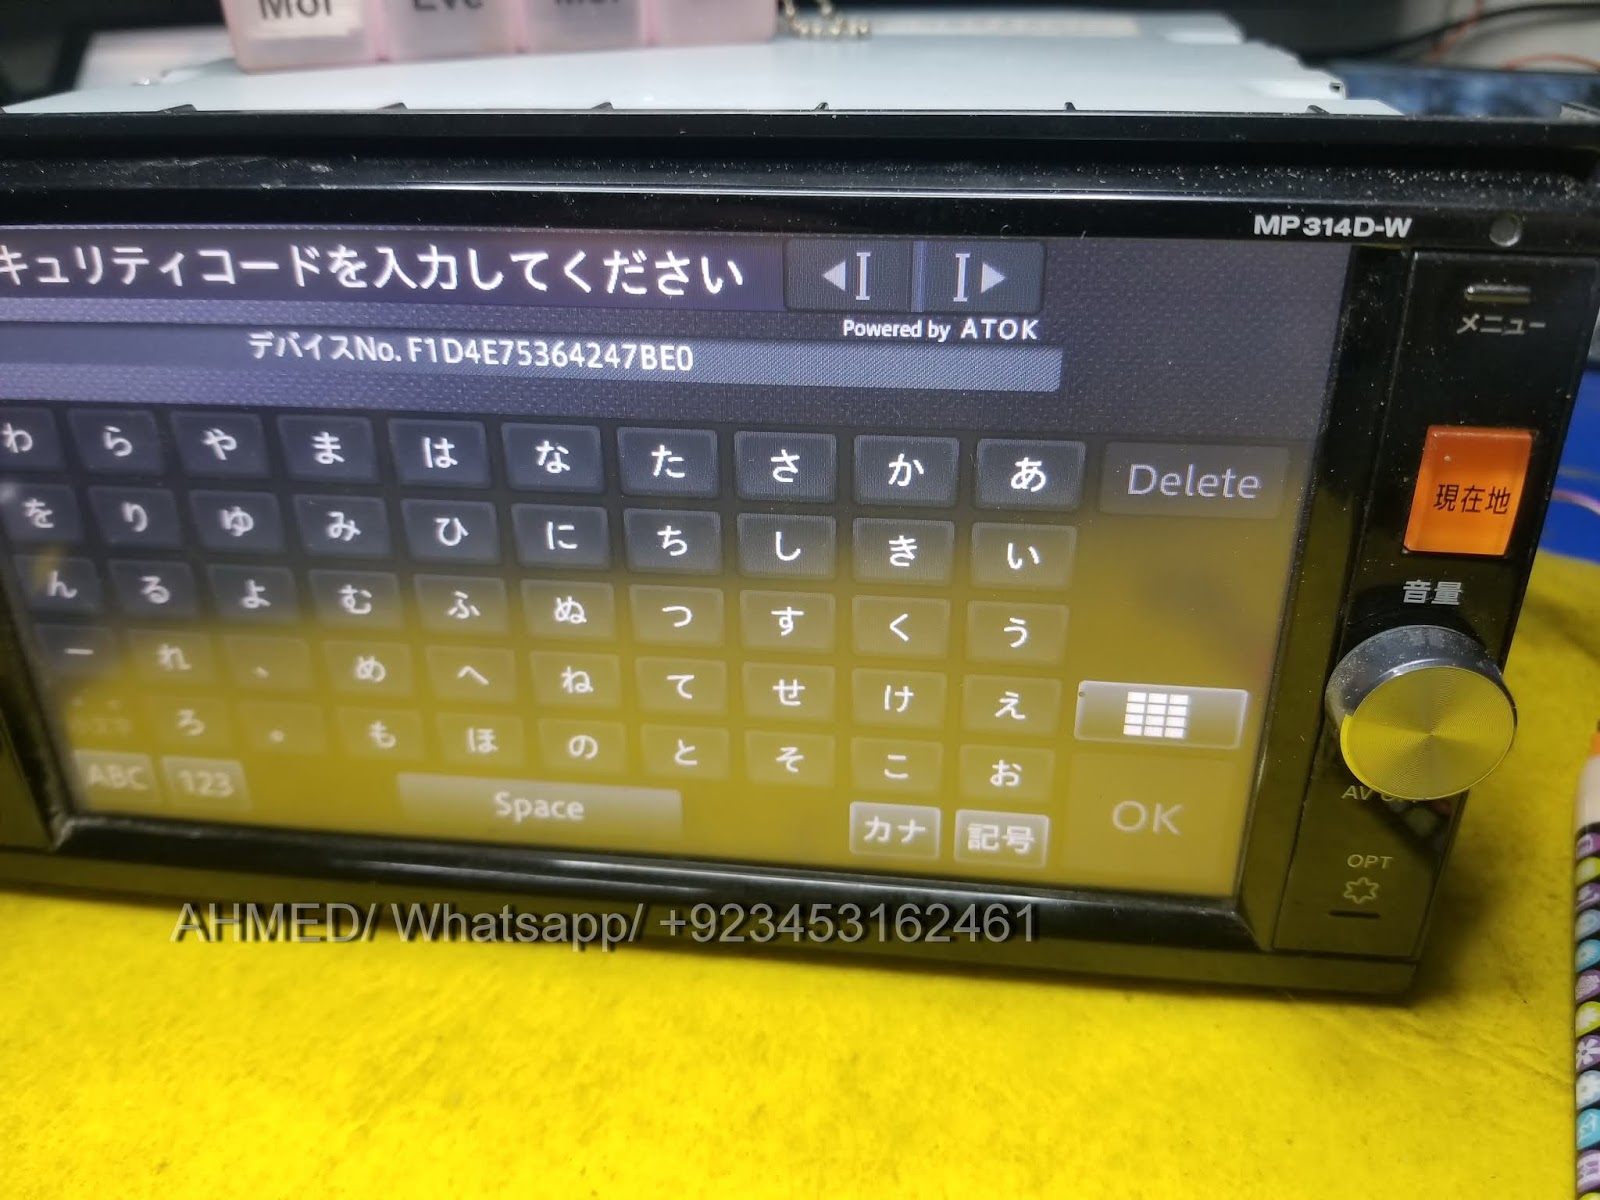 Mor Eve
MP314D-W
キュリティコードを入力してください
Powered by ATOK
メニュー
デバイスNo. F1D4E75364247BE0
わ ら や ま は な た さ か あ Delete
を り ゆ み ひ に ち し き い
現在地
ん る よ む ふ ぬ つ す く う
音量
ー れ 、 め へ ね て せ け え
ろ 。 も ほ の と そ こ お
ABC 123 Space カナ 記号 OK
AV
OPT
AHMED/ Whatsapp/ +923453162461